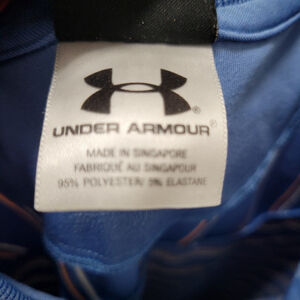 UNDER ARMOUR®
MADE IN SINGAPORE
FABRIQUÉ AU SINGAPOUR
95% POLYESTER/ 5% ELASTANE